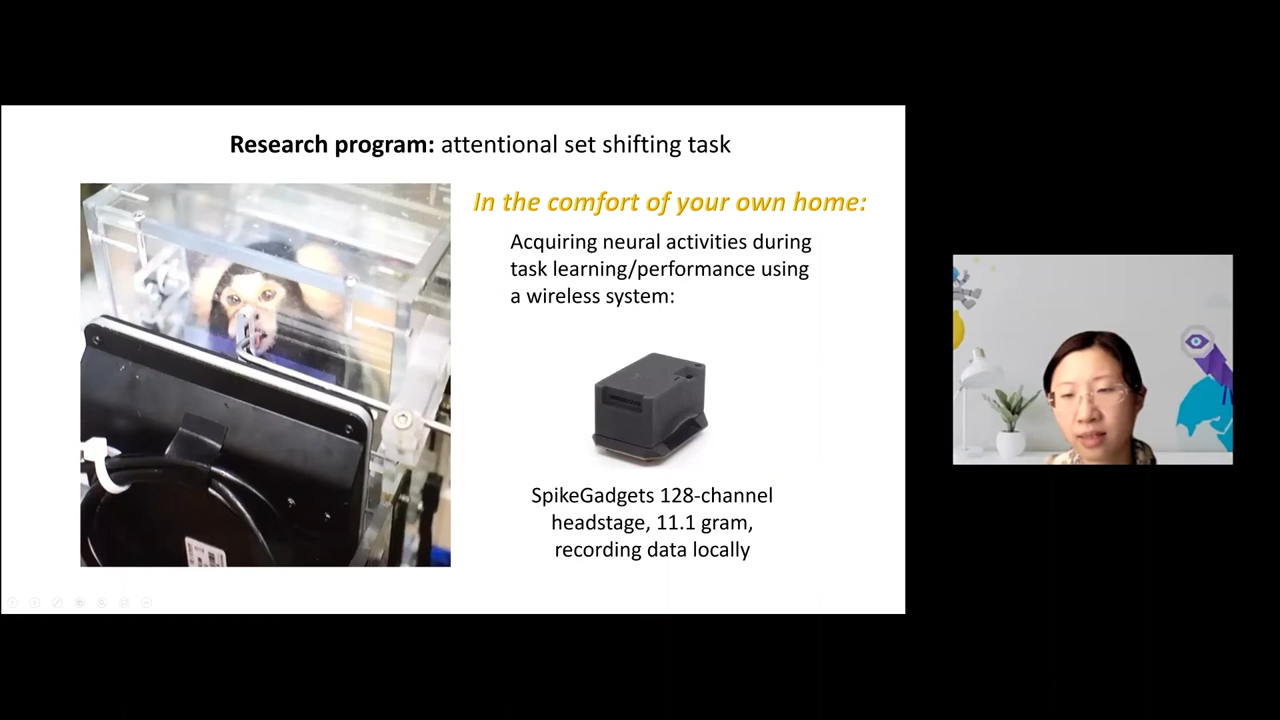 Research program: attentional set shifting task
In the comfort of your own home:
Acquiring neural activities during
task learning/performance using
a wireless system:
SpikeGadgets 128-channel
headstage, 11.1 gram,
recording data locally